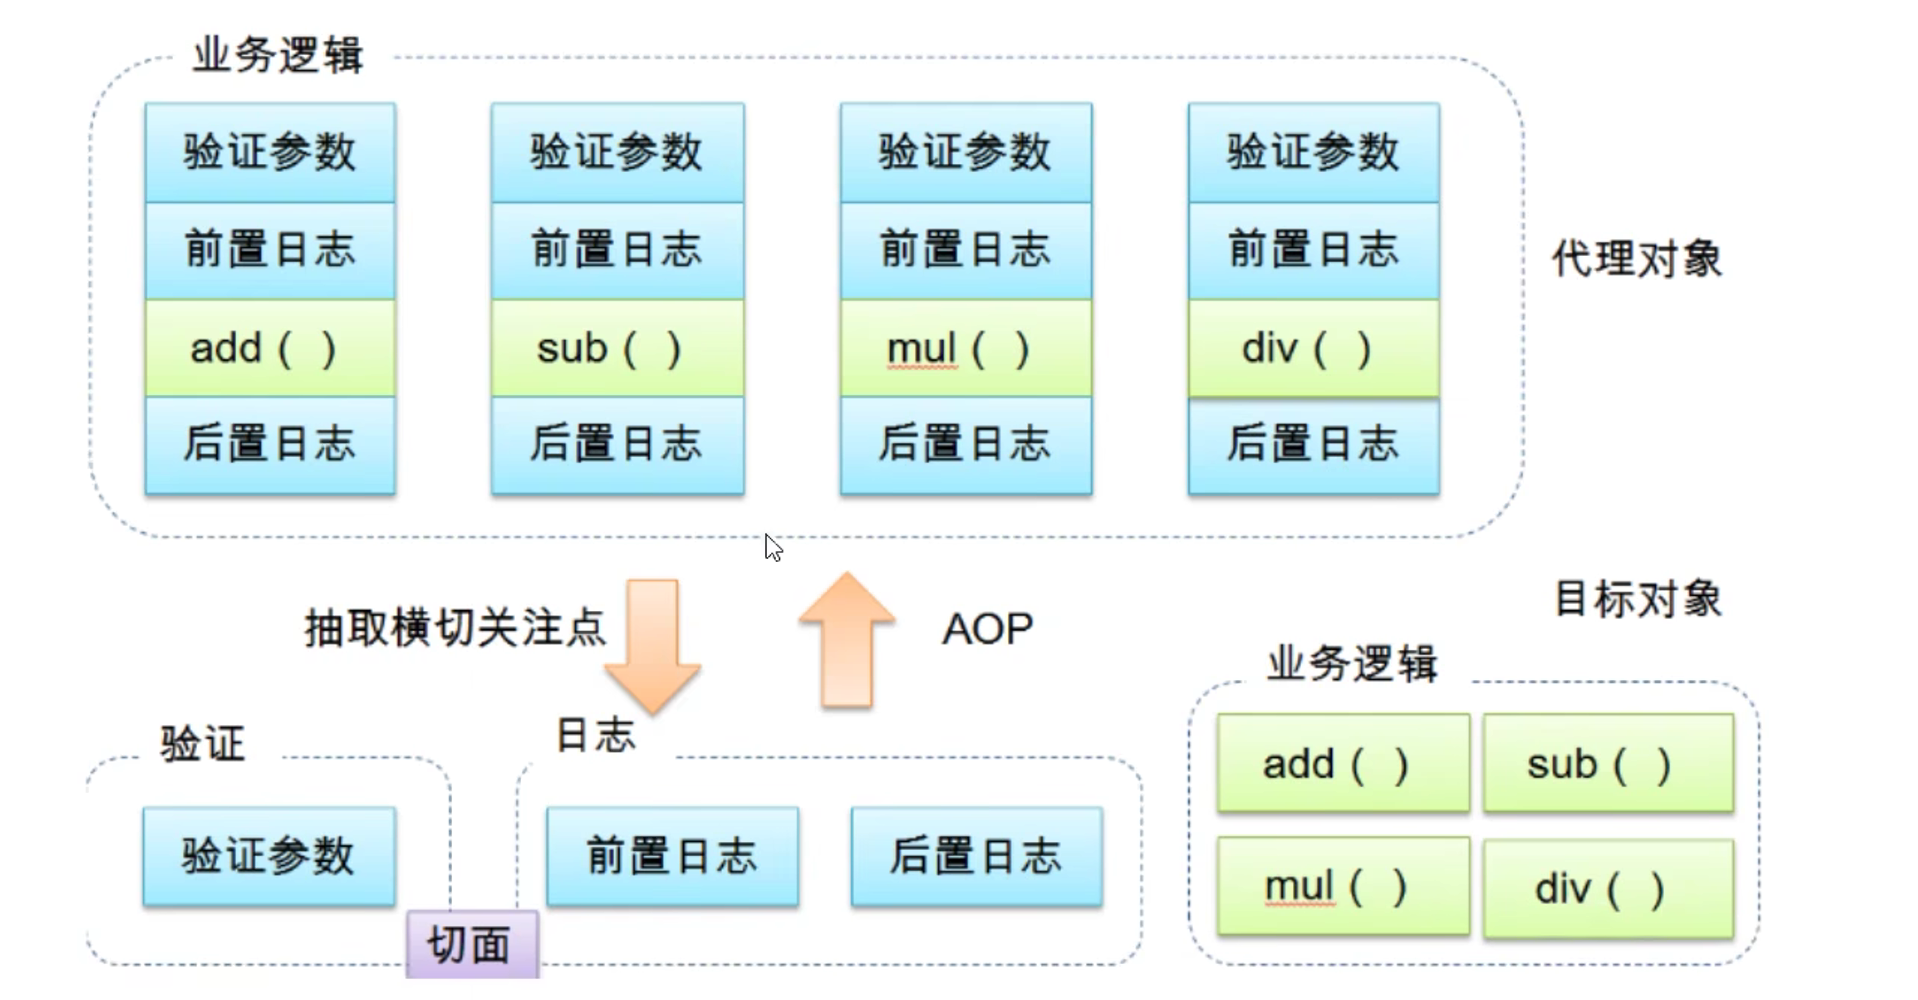 业务逻辑
验证参数 验证参数 验证参数 验证参数
前置日志 前置日志 前置日志 前置日志
add ( ) sub ( ) mul ( ) div ( )
后置日志 后置日志 后置日志 后置日志
代理对象
抽取横切关注点
AOP
目标对象
验证
验证参数
日志
前置日志 后置日志
切面
业务逻辑
add ( ) sub ( )
mul ( ) div ( )